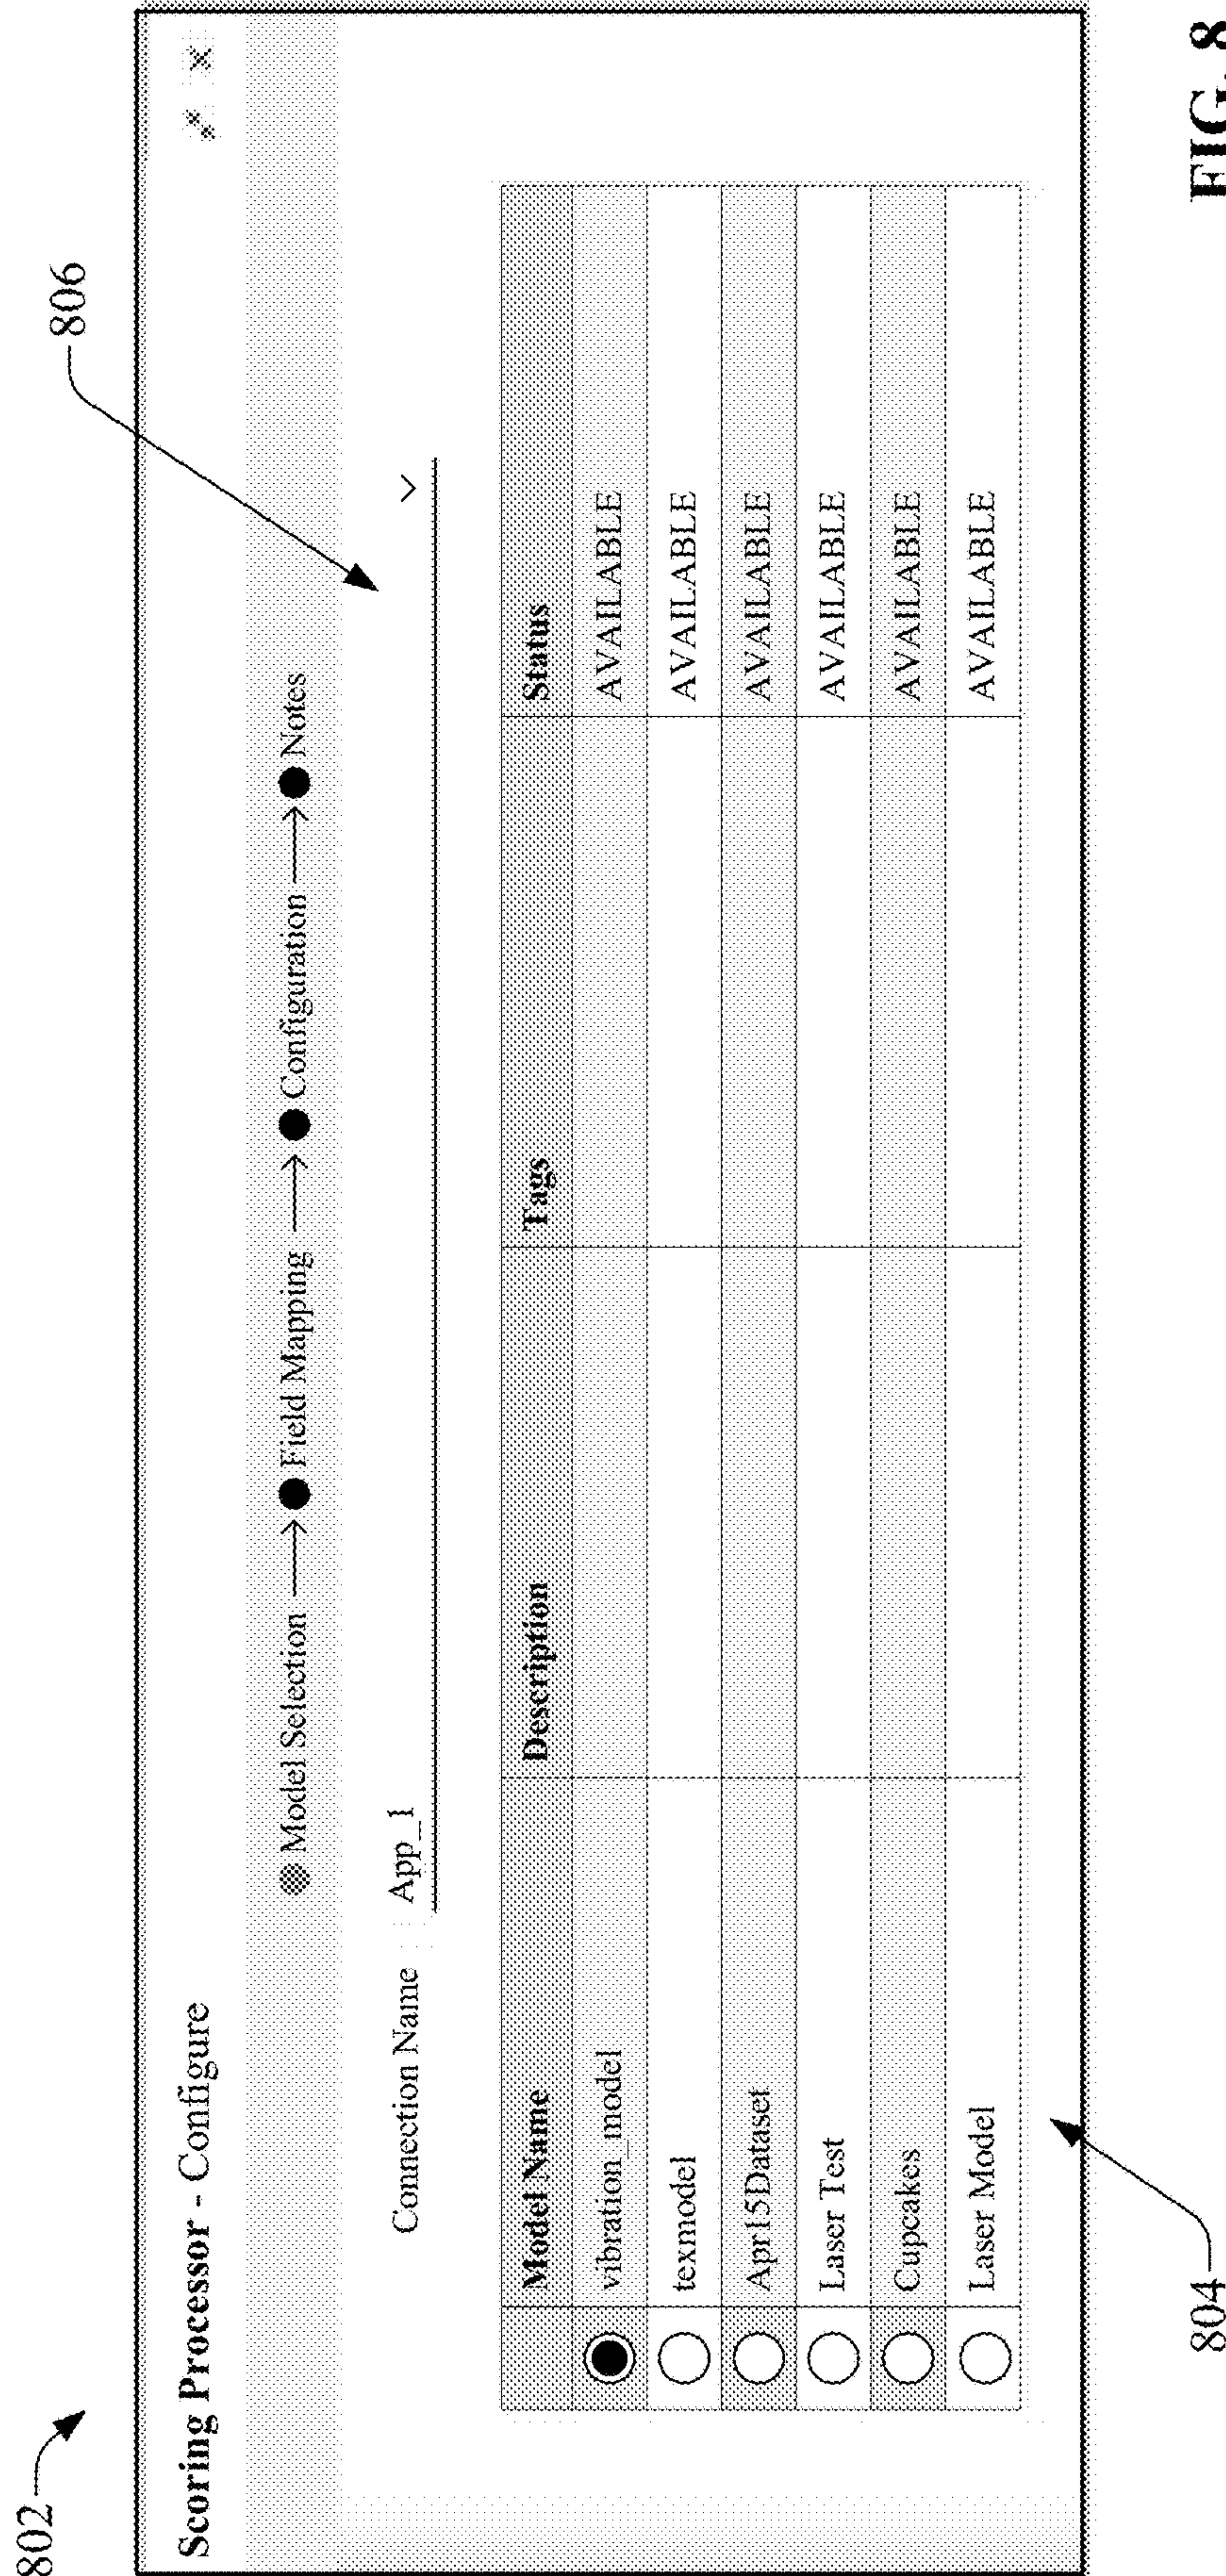 802
806
Scoring Processor - Configure
Model Selection Field Mapping Configuration Notes
Connection Name App_1
Model Name Description Tags Status
vibration_model AVAILABLE
texmodel AVAILABLE
Apr15Dataset AVAILABLE
Laser Test AVAILABLE
Cupcakes AVAILABLE
Laser Model AVAILABLE
804
FIG. 8